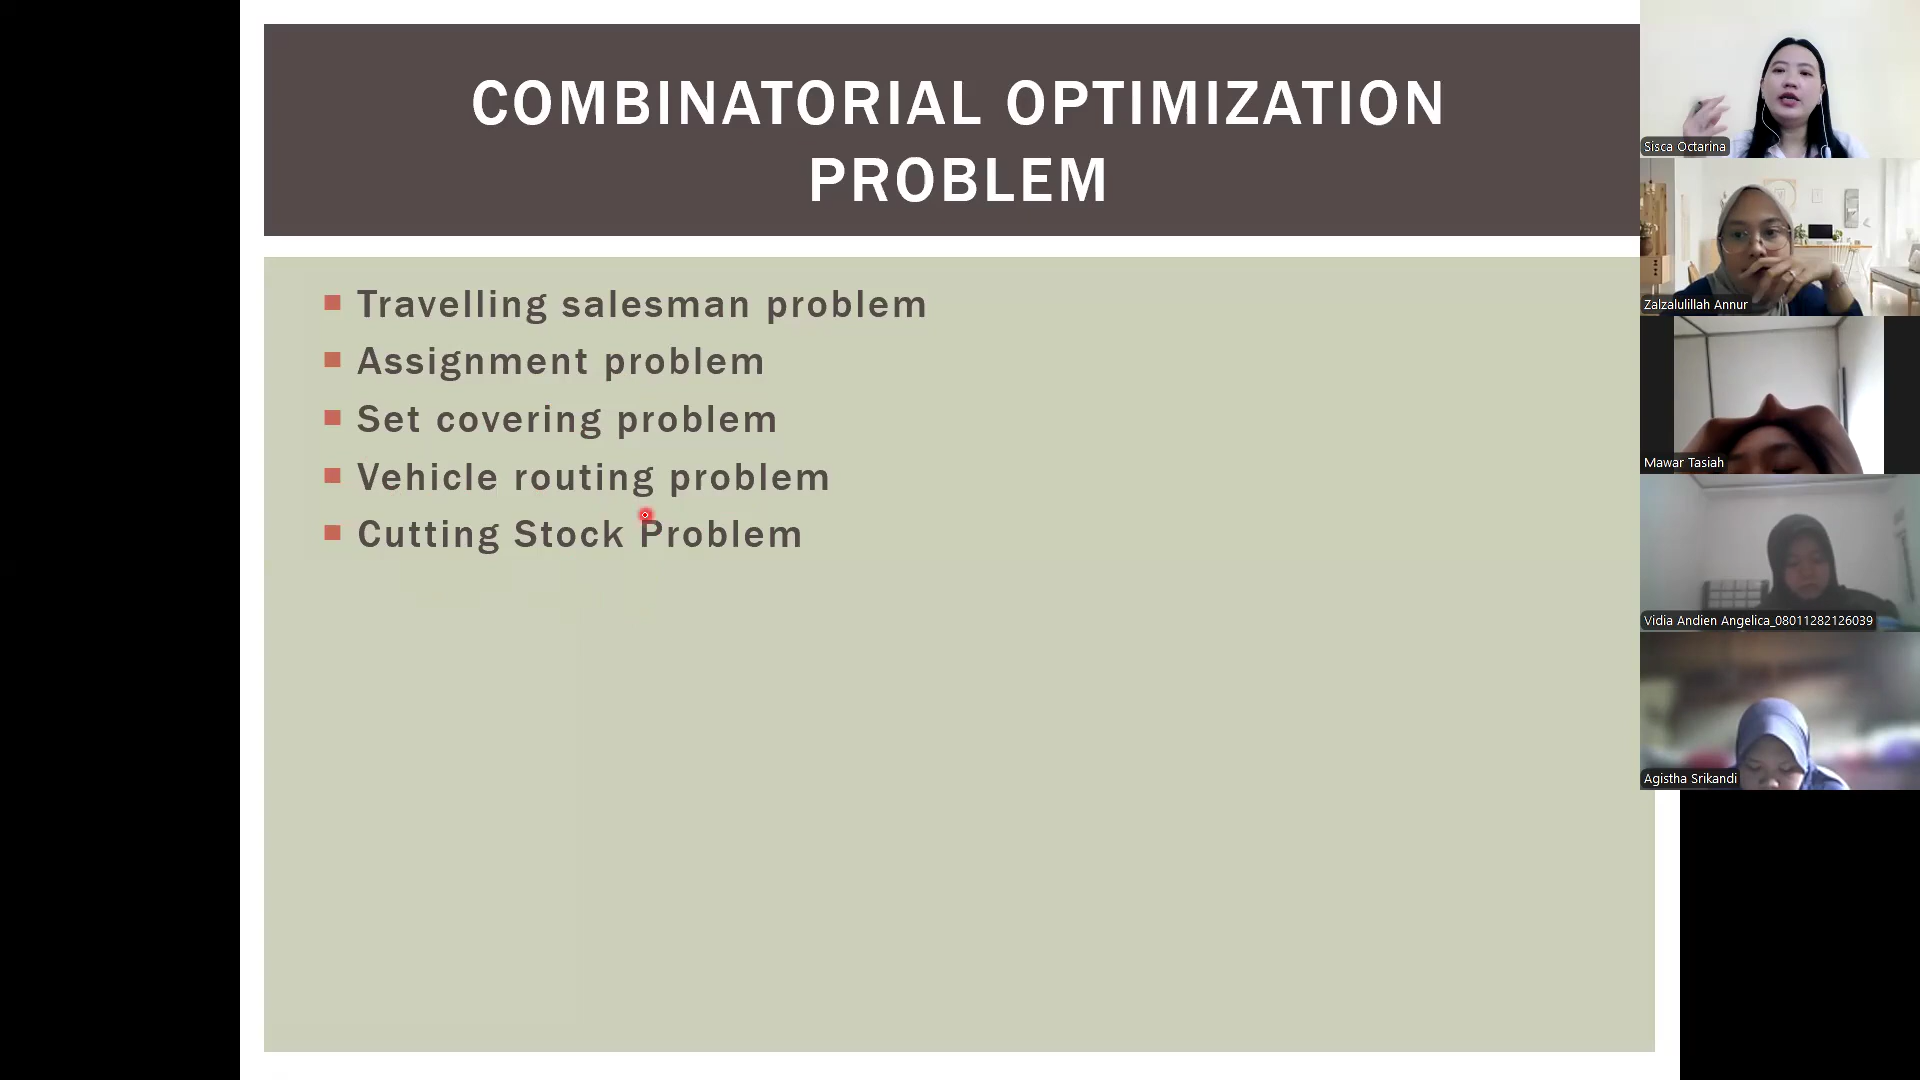 COMBINATORIAL OPTIMIZATION
PROBLEM
Travelling salesman problem
Assignment problem
Set covering problem
Vehicle routing problem
Cutting Stock Problem
Sisca Octarina
Zalzalulillah Annur
Mawar Tasiah
Vidia Andien Angelica_08011282126039
Agistha Srikandi